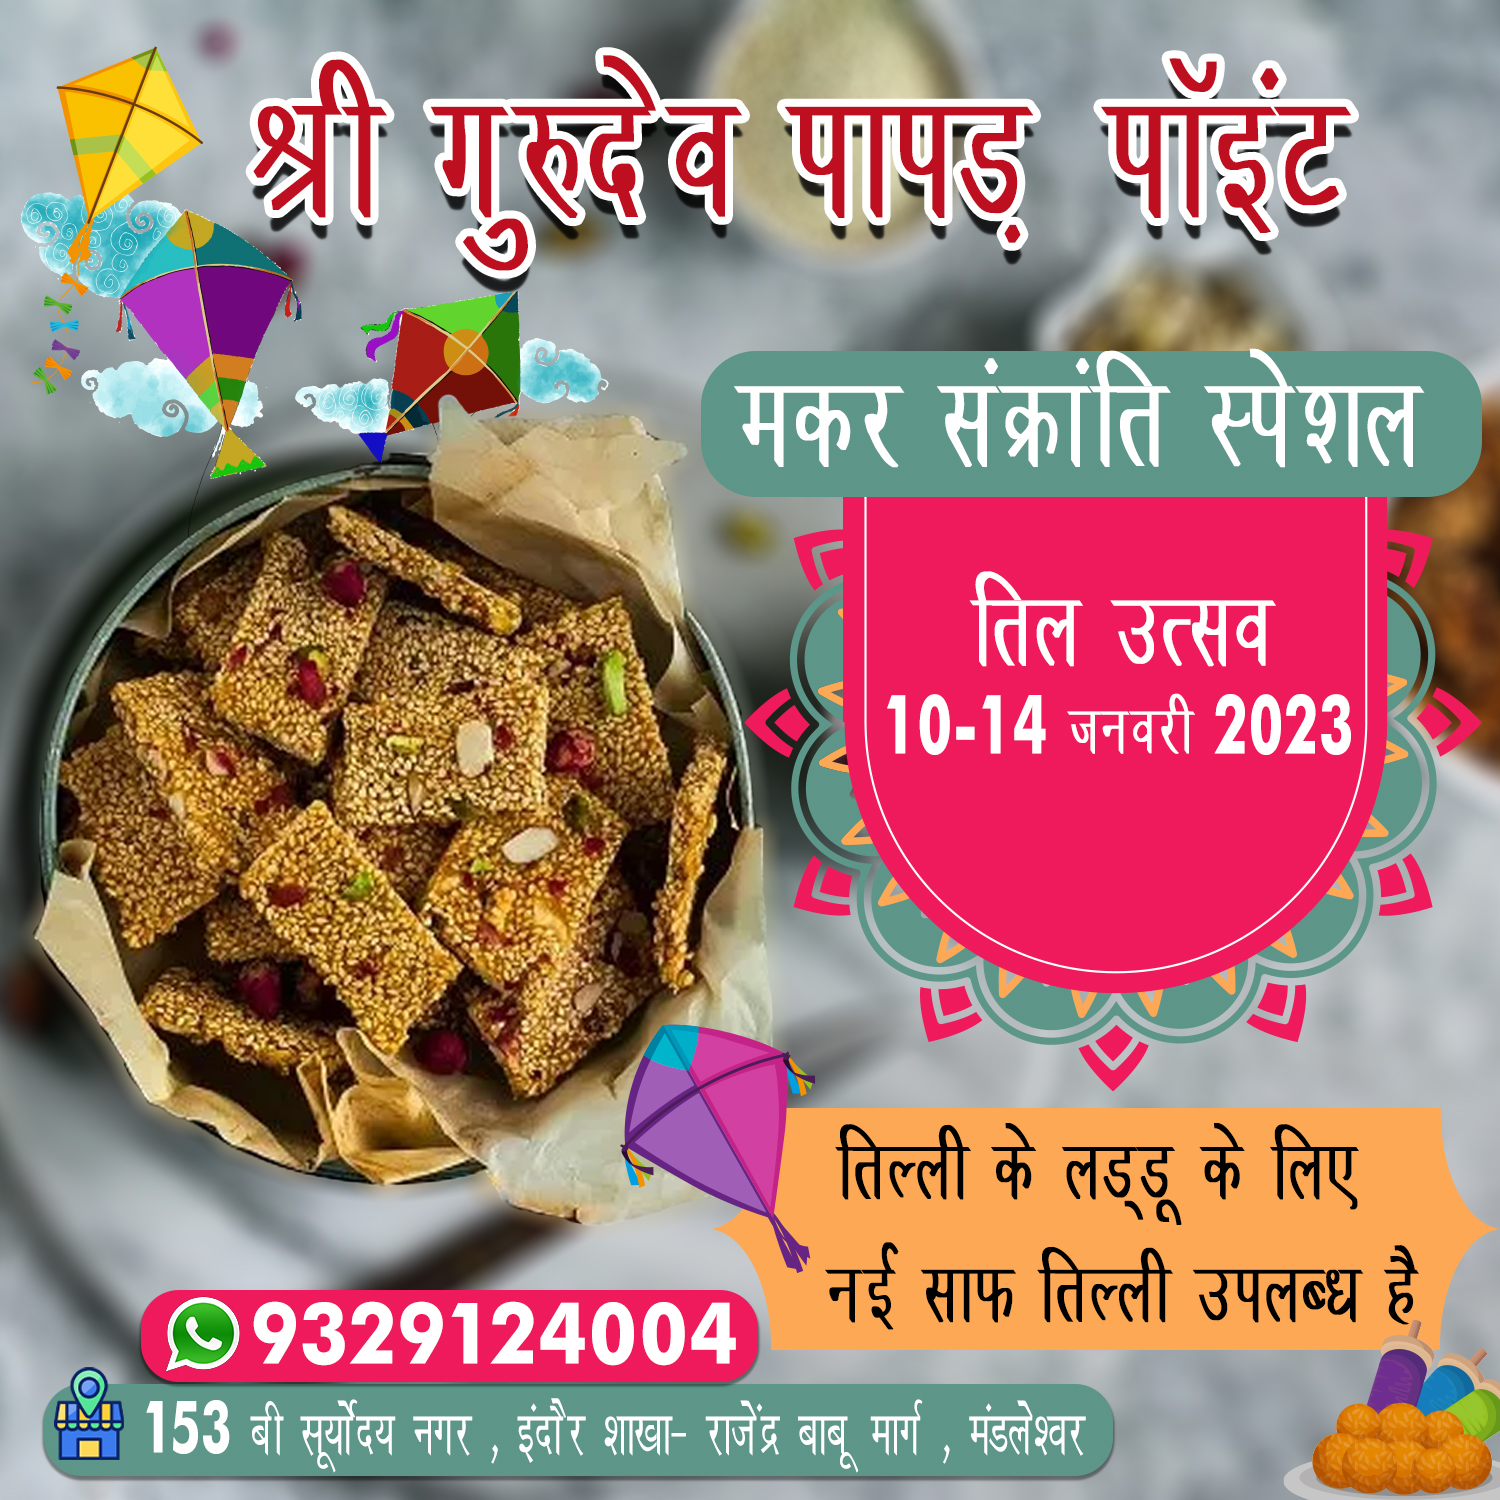 श्री गुरुदेव पापड़ पॉइंट
मकर संक्रांति स्पेशल
तिल उत्सव
10-14 जनवरी 2023
तिल्ली के लड्डू के लिए
नई साफ तिल्ली उपलब्ध है
9329124004
153 बी सूर्योदय नगर , इंदौर शाखा- राजेंद्र बाबू मार्ग , मंडलेश्वर